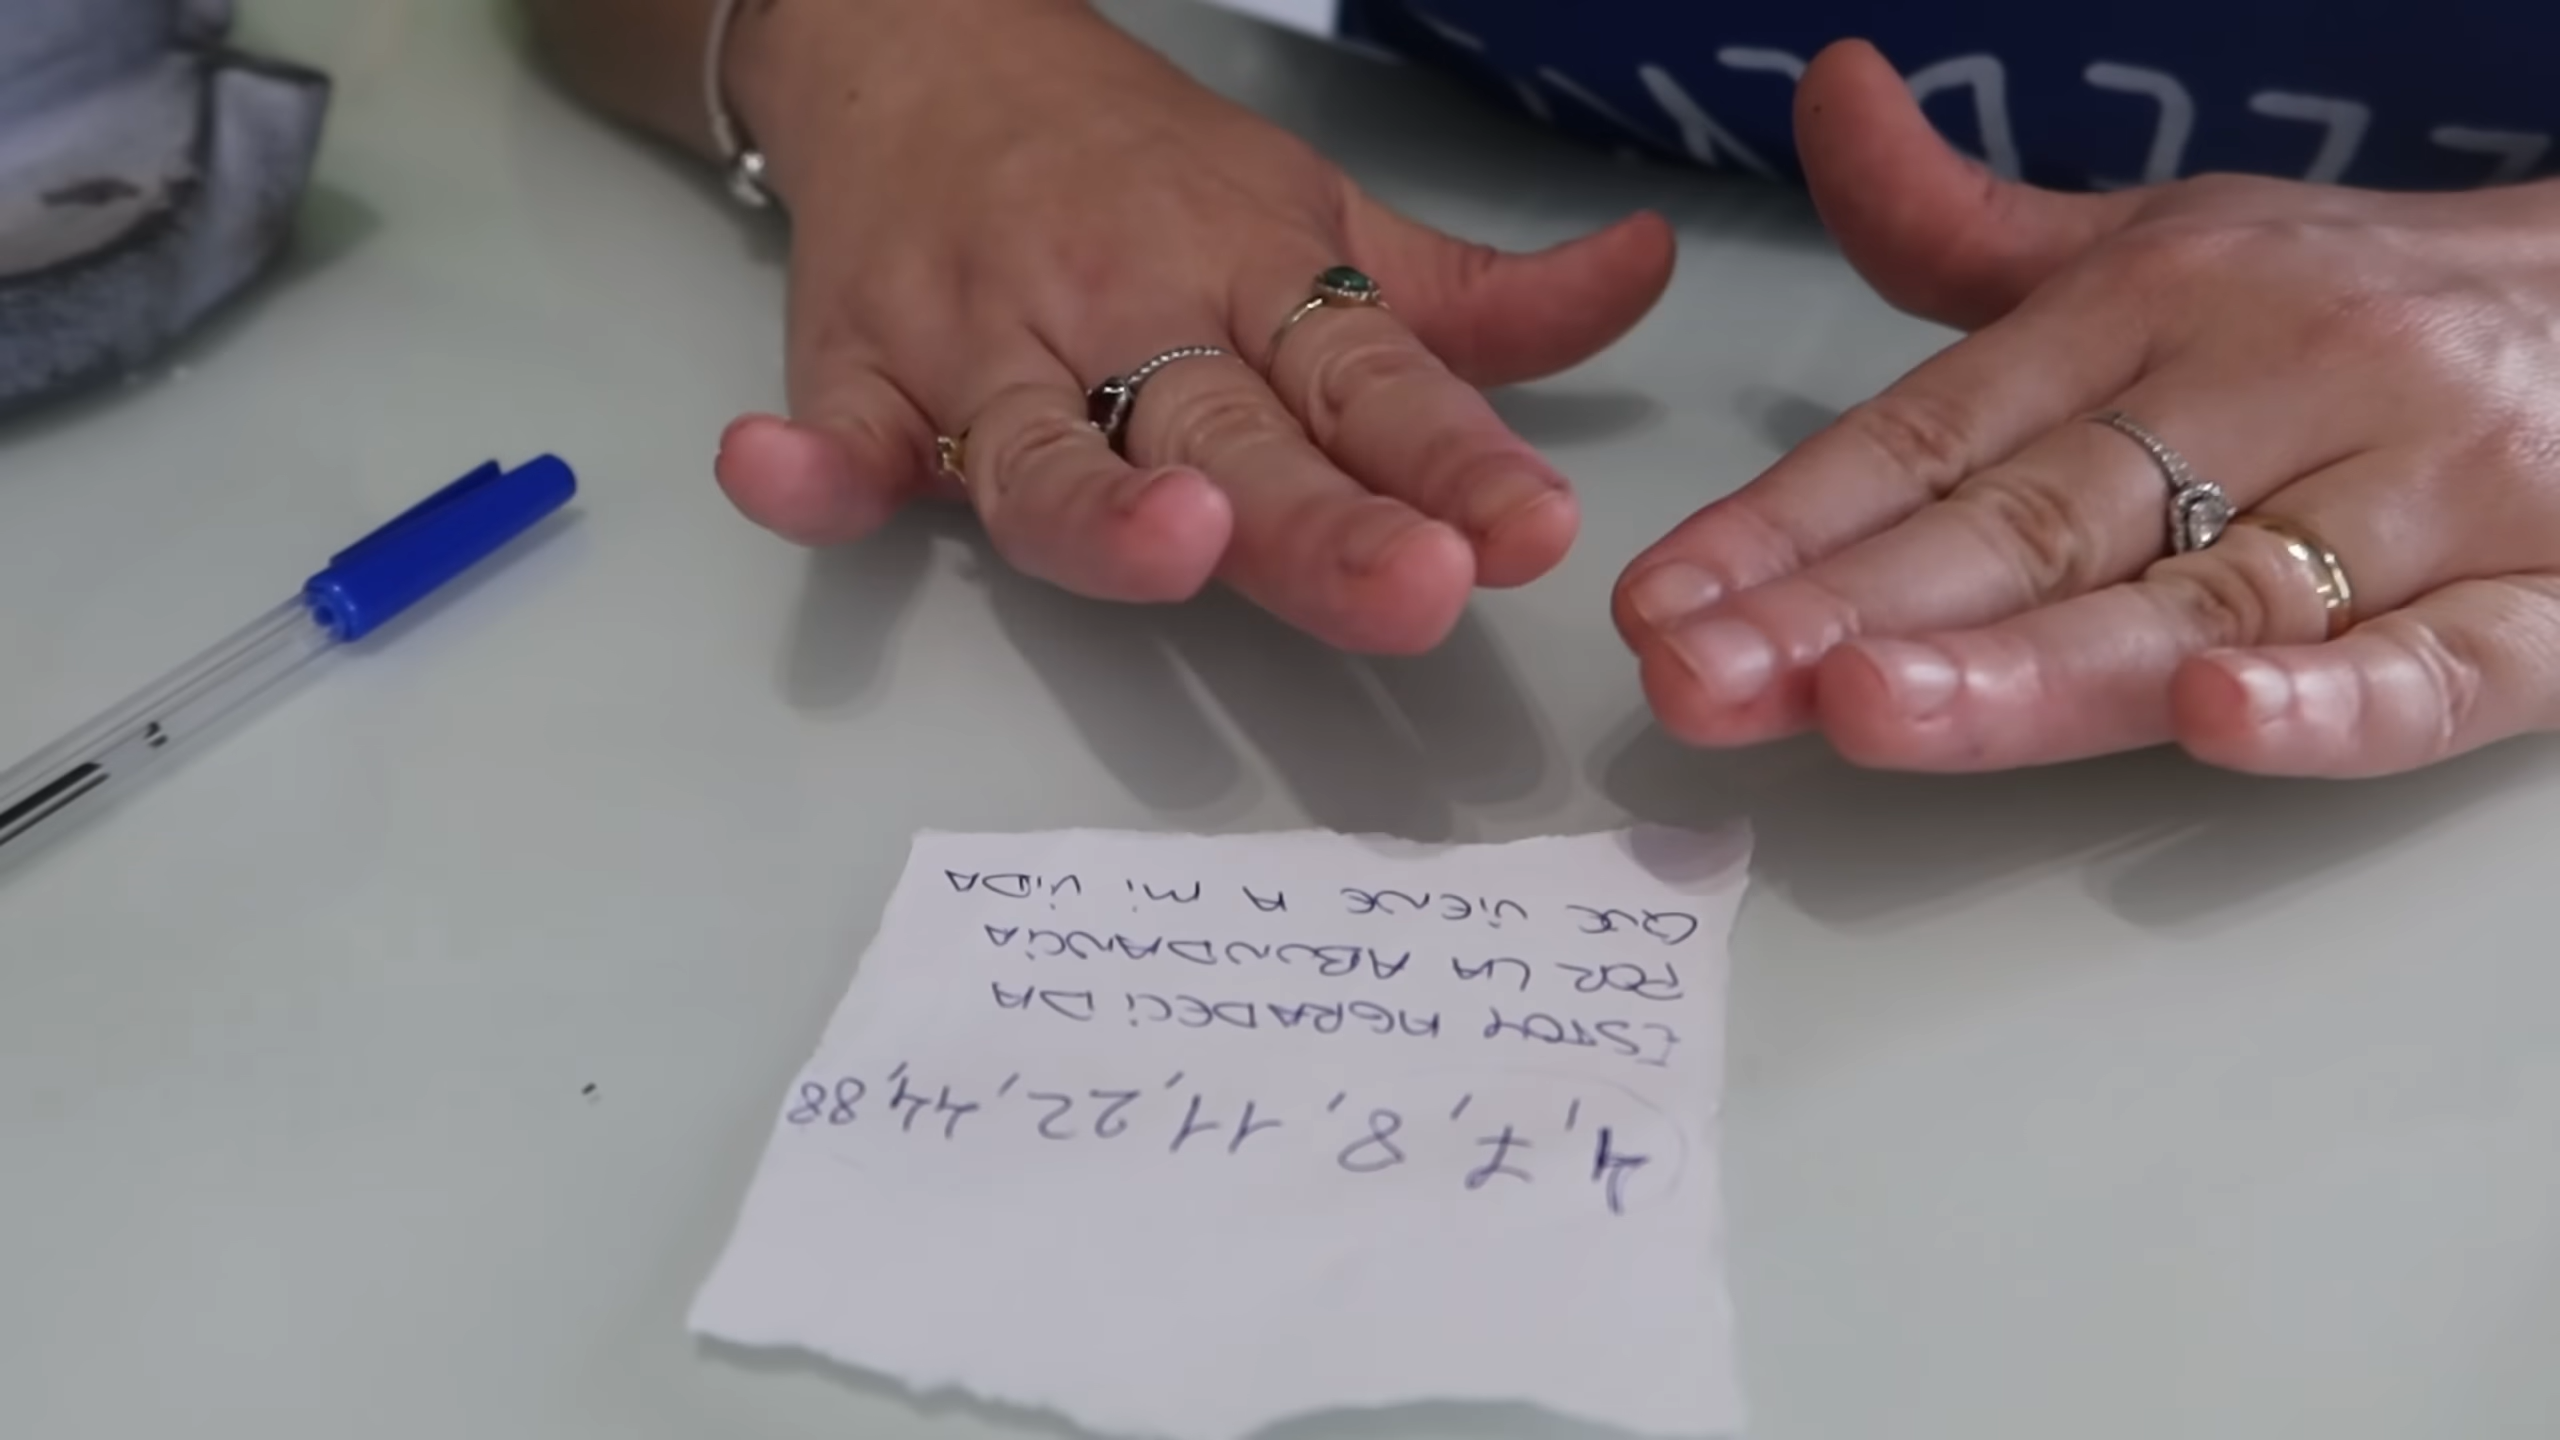 4, 7, 8, 11, 22, 44, 88
ESTOY AGRADECIDA
POR LA ABUNDANCIA
QUE VIENE A MI VIDA